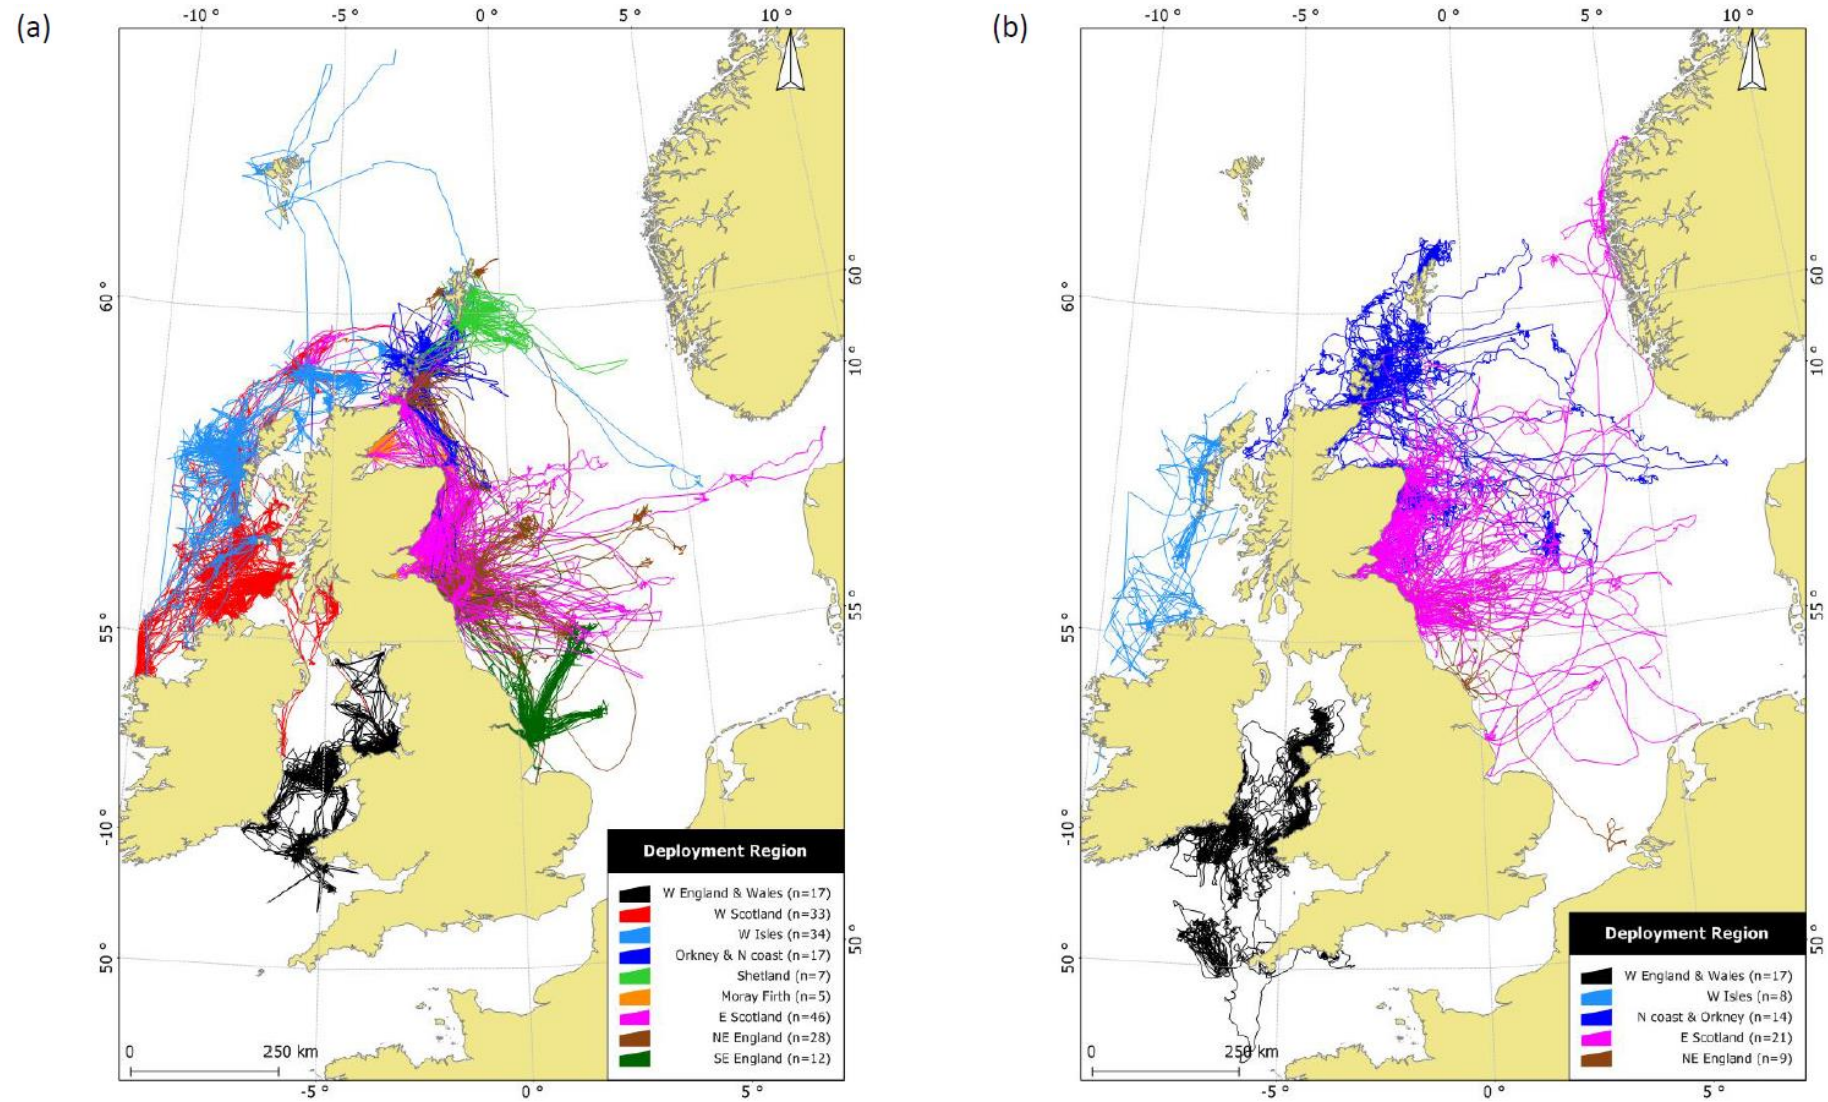 (a)
-10 ° -5 ° 0 ° 5 ° 10 °
60 °
55 °
-10 °
50 °
60 °
10 °
55 °
50 °
Deployment Region
W England & Wales (n=17)
W Scotland (n=33)
W Isles (n=34)
Orkney & N coast (n=17)
Shetland (n=7)
Moray Firth (n=5)
E Scotland (n=46)
NE England (n=28)
SE England (n=12)
0 250 km
-5 ° 0 ° 5 °
(b)
-10 ° -5 ° 0 ° 5 ° 10 °
60 °
55 °
-10 °
50 °
60 °
10 °
55 °
50 °
Deployment Region
W England & Wales (n=17)
W Isles (n=8)
N coast & Orkney (n=14)
E Scotland (n=21)
NE England (n=9)
0 250 km
-5 ° 0 ° 5 °